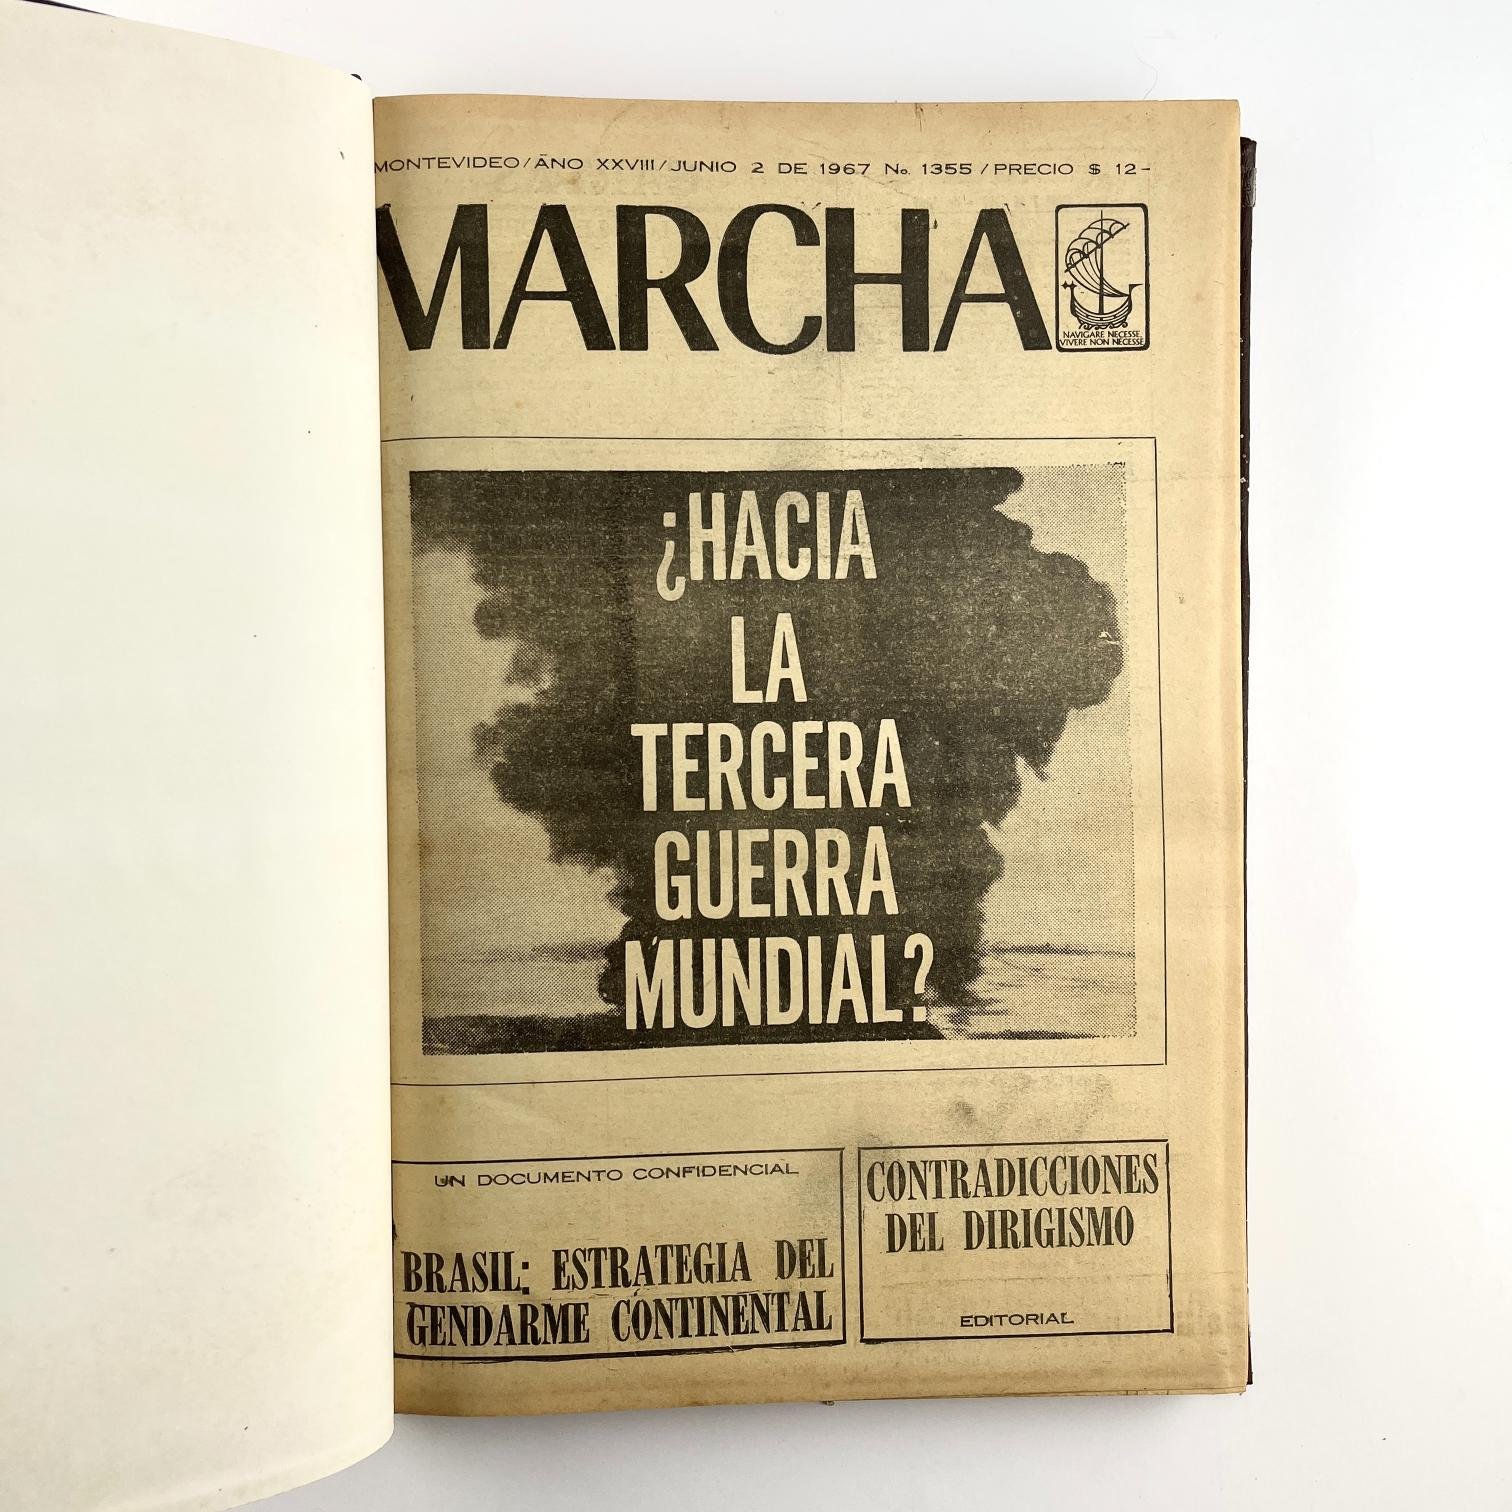 MONTEVIDEO/AÑO XXVIII/JUNIO 2 DE 1967 No. 1355 / PRECIO $ 12-
MARCHA
NAVIGARE NECESSE,
VIVERE NON NECESSE
¿HACIA
LA
TERCERA
GUERRA
MUNDIAL?
UN DOCUMENTO CONFIDENCIAL
BRASIL: ESTRATEGIA DEL
GENDARME CONTINENTAL
CONTRADICCIONES
DEL DIRIGISMO
EDITORIAL